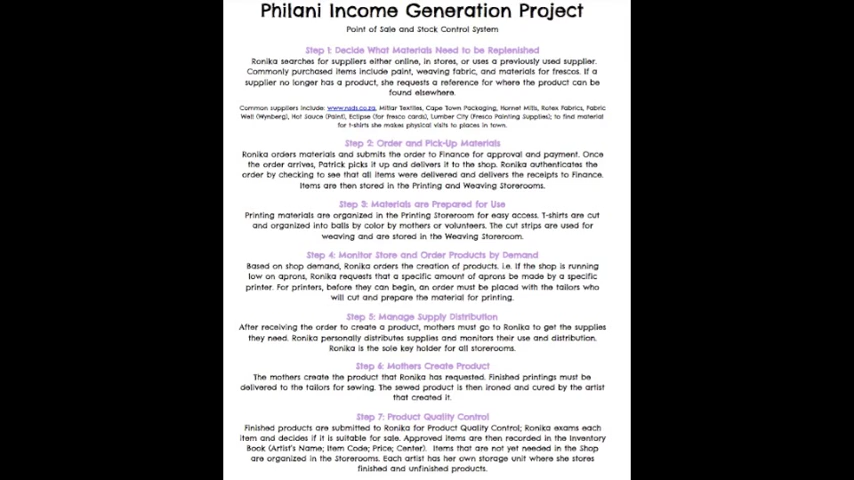 Philani Income Generation Project
Point of Sale and Stock Control System
Step 1: Decide What Materials Need to be Replenished
Ronika searches for suppliers either online, in stores, or uses a previously used supplier.
Commonly purchased items include paint, weaving fabric, and materials for frescos. If a
supplier no longer has a product, she requests a reference for where the product can be
found elsewhere.
Common suppliers include: www.rsds.co.za, Millar Textiles, Cape Town Packaging, Hornet Mills, Rotex Fabrics, Fabric
Well (Wynberg), Hot Sauce (Paint), Eclipse (for fresco cards), Lumber City (Fresco Painting Supplies); to find material
for t-shirts she makes physical visits to places in town.
Step 2: Order and Pick-Up Materials
Ronika orders materials and submits the order to Finance for approval and payment. Once
the order arrives, Patrick picks it up and delivers it to the shop. Ronika authenticates the
order by checking to see that all items were delivered and delivers the receipts to Finance.
Items are then stored in the Printing and Weaving Storerooms.
Step 3: Materials are Prepared for Use
Printing materials are organized in the Printing Storeroom for easy access. T-shirts are cut
and organized into balls by color by mothers or volunteers. The cut strips are used for
weaving and are stored in the Weaving Storeroom.
Step 4: Monitor Store and Order Products by Demand
Based on shop demand, Ronika orders the creation of products. i.e. If the shop is running
low on aprons, Ronika requests that a specific amount of aprons be made by a specific
printer. For printers, before they can begin, an order must be placed with the tailors who
will cut and prepare the material for printing.
Step 5: Manage Supply Distribution
After receiving the order to create a product, mothers must go to Ronika to get the supplies
they need. Ronika personally distributes supplies and monitors their use and distribution.
Ronika is the sole key holder for all storerooms.
Step 6: Mothers Create Product
The mothers create the product that Ronika has requested. Finished printings must be
delivered to the tailors for sewing. The sewed product is then ironed and cured by the artist
that created it.
Step 7: Product Quality Control
Finished products are submitted to Ronika for Product Quality Control; Ronika exams each
item and decides if it is suitable for sale. Approved items are then recorded in the Inventory
Book (Artist's Name; Item Code; Price; Center). Items that are not yet needed in the Shop
are organized in the Storerooms. Each artist has her own storage unit where she stores
finished and unfinished products.